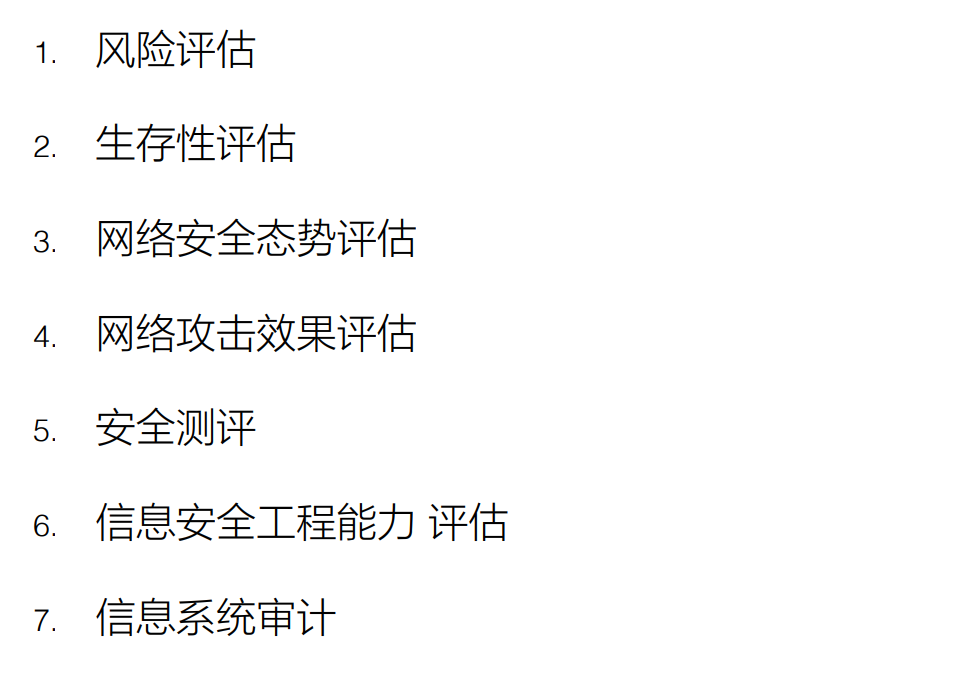 1. 风险评估
2. 生存性评估
3. 网络安全态势评估
4. 网络攻击效果评估
5. 安全测评
6. 信息安全工程能力 评估
7. 信息系统审计